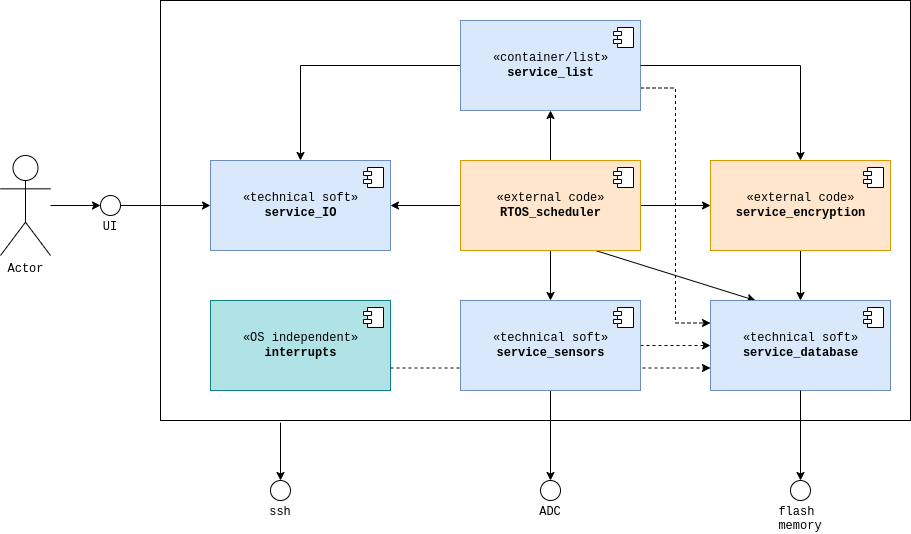 «container/list»
service_list
«technical soft»
service_IO
«external code»
RTOS_scheduler
«external code»
service_encryption
UI
Actor
«OS independent»
interrupts
«technical soft»
service_sensors
«technical soft»
service_database
ssh
ADC
flash
memory